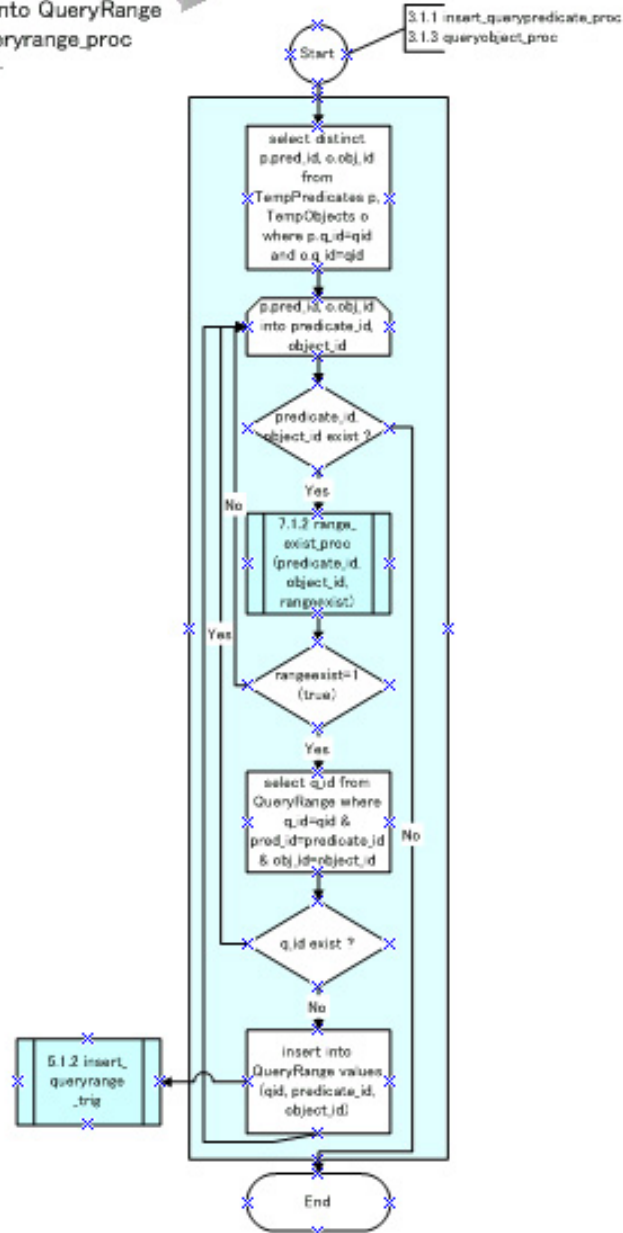 nto QueryRange
eryrange_proc
3.1.1 insert_querypredicate_proc
3.1.3 queryobject_proc
Start
select distinct
p.pred_id, o.obj_id
from
TempPredicates p,
TempObjects o
where p.q_id=qid
and o.q_id=qid
p.pred_id, o.obj_id
into predicate_id,
object_id
predicate_id,
object_id exist ?
Yes
No
7.1.2 range_
exist_proc
(predicate_id,
object_id,
rangeexist)
Yes
rangeexist=1
(true)
Yes
select q_id from
QueryRange where
q_id=qid &
pred_id=predicate_id
& obj_id=object_id
No
q_id exist ?
No
insert into
QueryRange values
(qid, predicate_id,
object_id)
5.1.2 insert_
queryrange
_trig
End